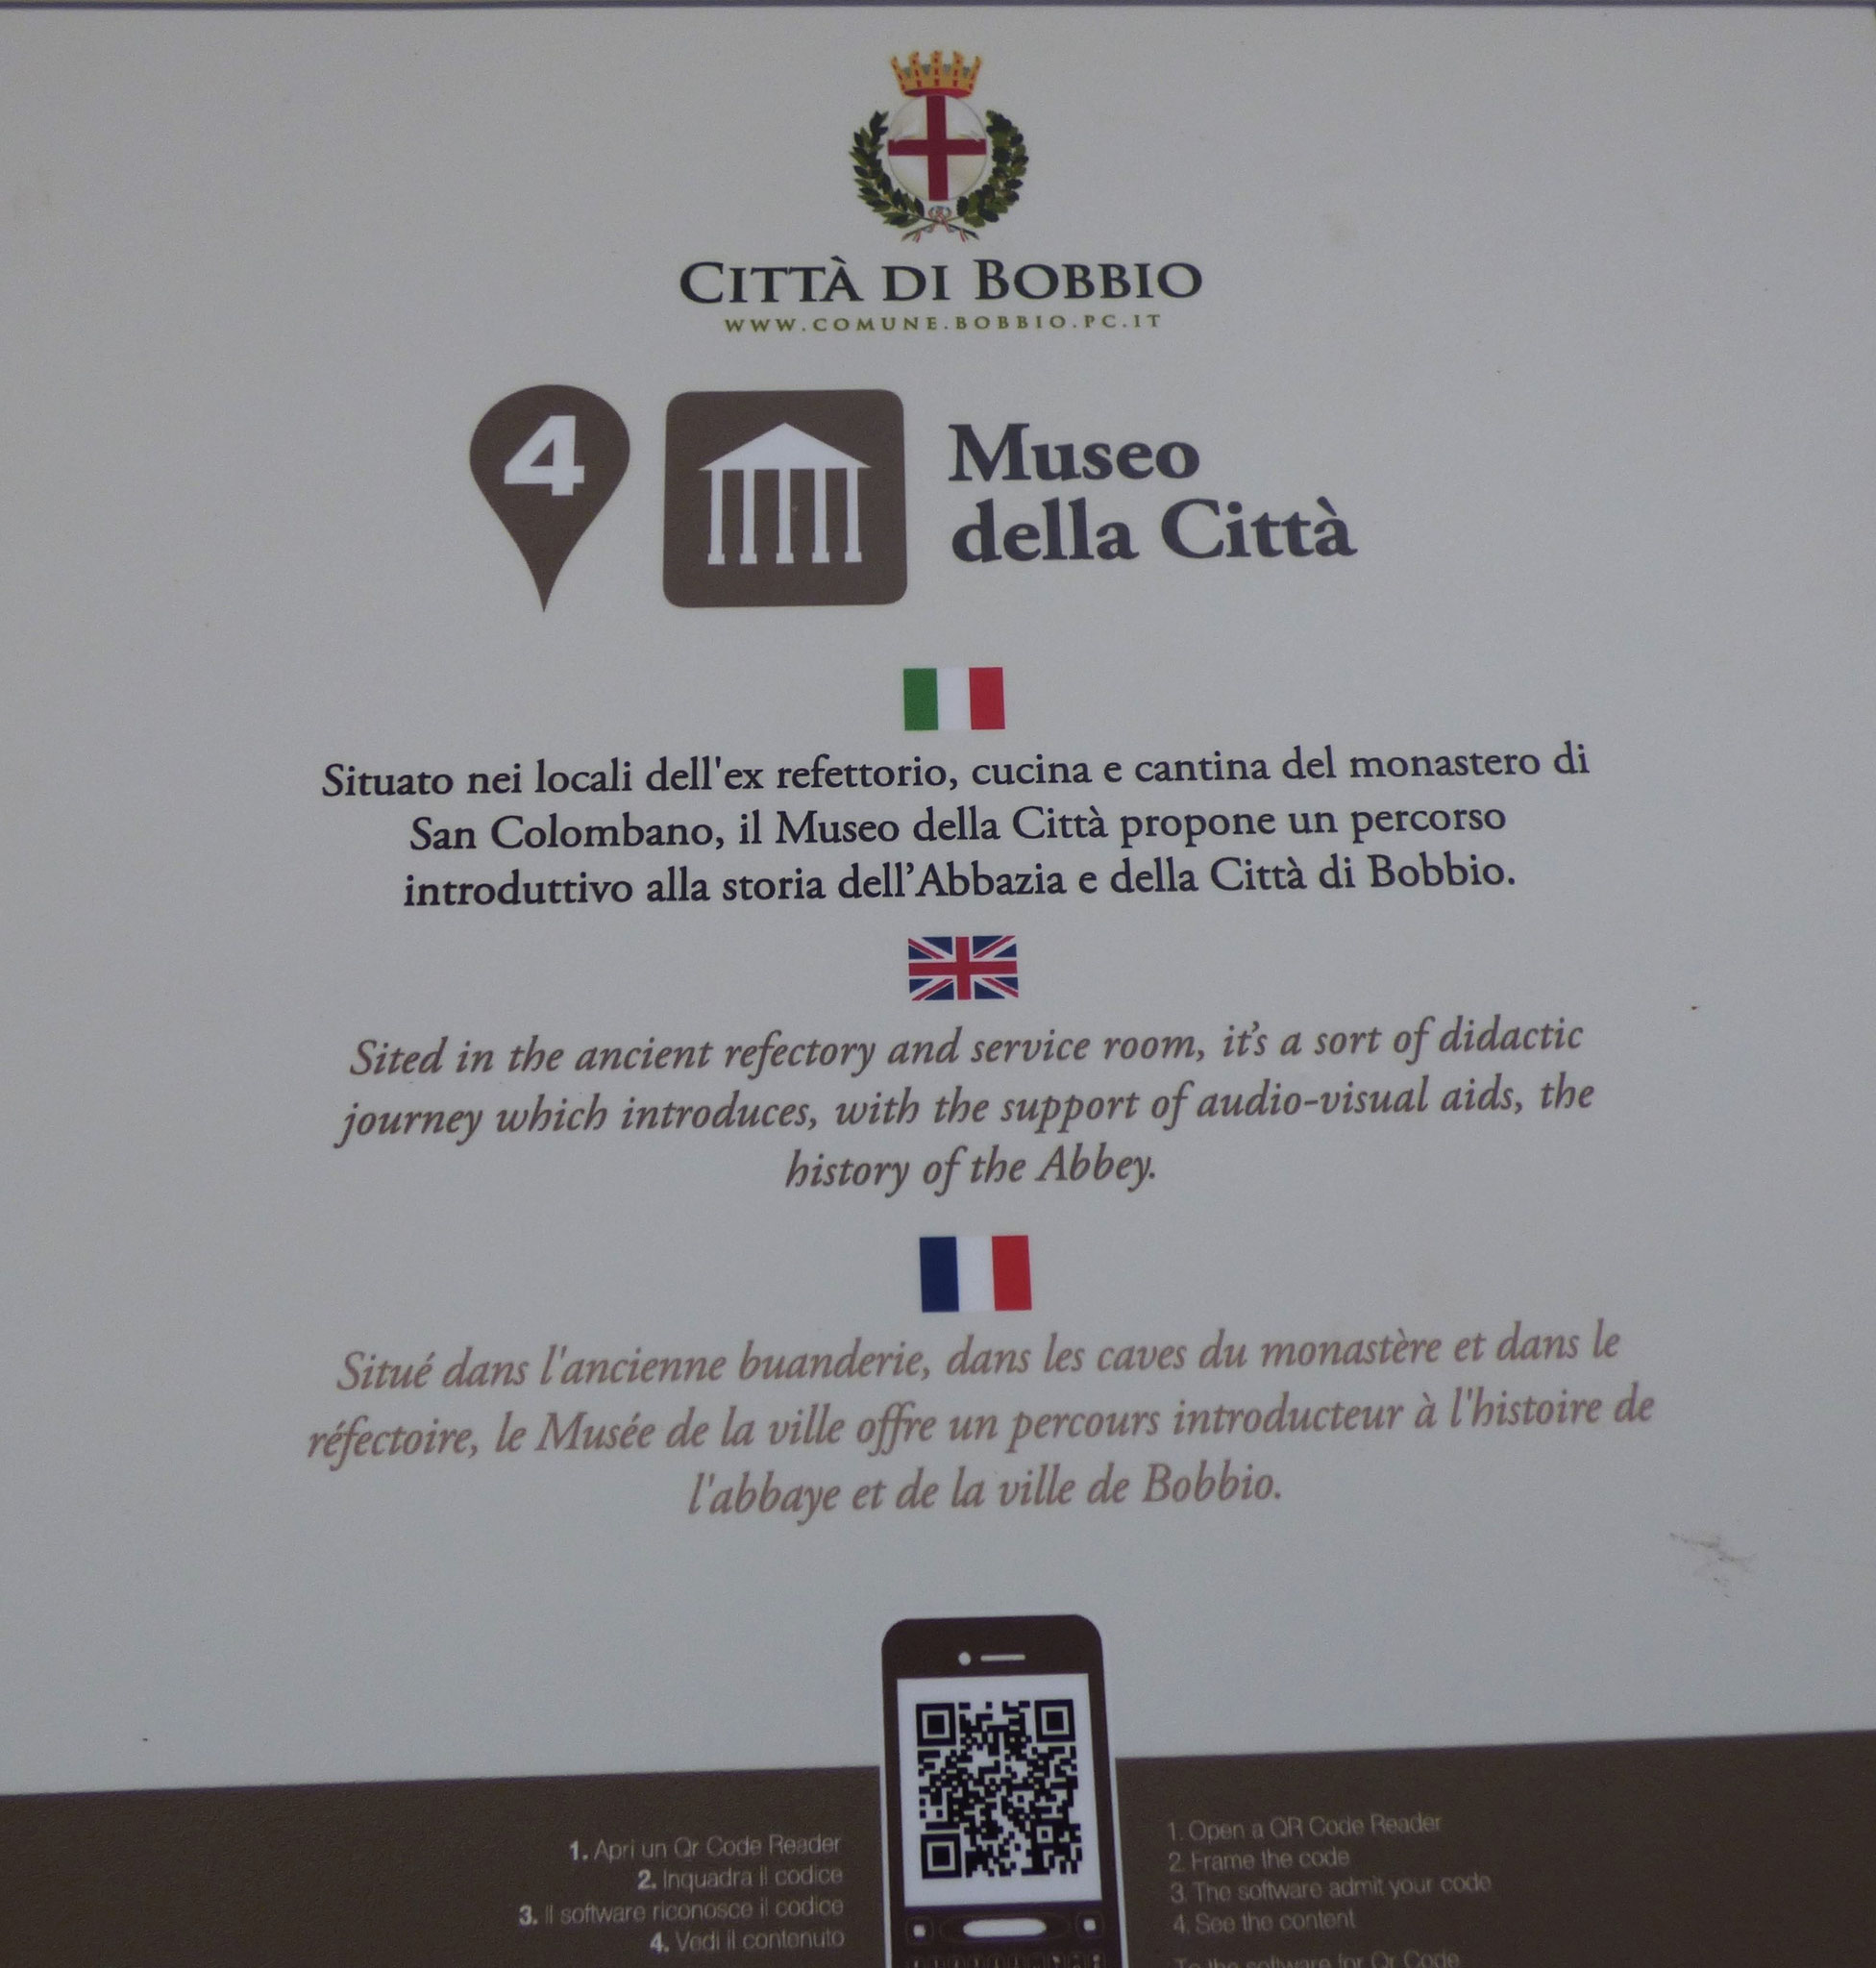 CITTÀ DI BOBBIO
WWW.COMUNE.BOBBIO.PC.IT
4
Museo
della Città
Situato nei locali dell'ex refettorio, cucina e cantina del monastero di
San Colombano, il Museo della Città propone un percorso
introduttivo alla storia dell'Abbazia e della Città di Bobbio.
Sited in the ancient refectory and service room, it's a sort of didactic
journey which introduces, with the support of audio-visual aids, the
history of the Abbey.
Situé dans l'ancienne buanderie, dans les caves du monastère et dans le
réfectoire, le Musée de la ville offre un percours introducteur à l'histoire de
l'abbaye et de la ville de Bobbio.
1. Apri un Qr Code Reader
2. Inquadra il codice
3. Il software riconosce il codice
4. Vedi il contenuto
1. Open a QR Code Reader
2. Frame the code
3. The software admit your code
4. See the content
software for Qr Code